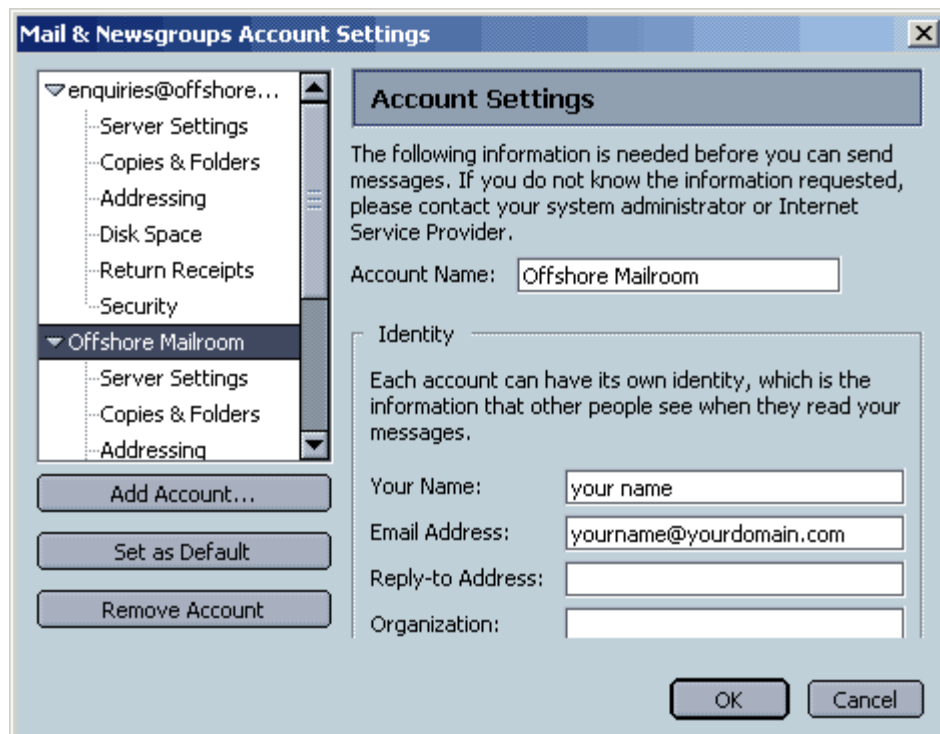 Mail & Newsgroups Account Settings
enquiries@offshore...
Server Settings
Copies & Folders
Addressing
Disk Space
Return Receipts
Security
Offshore Mailroom
Server Settings
Copies & Folders
Addressing
Add Account...
Set as Default
Remove Account
Account Settings
The following information is needed before you can send
messages. If you do not know the information requested,
please contact your system administrator or Internet
Service Provider.
Account Name: Offshore Mailroom
Identity
Each account can have its own identity, which is the
information that other people see when they read your
messages.
Your Name: your name
Email Address: yourname@yourdomain.com
Reply-to Address:
Organization:
OK Cancel